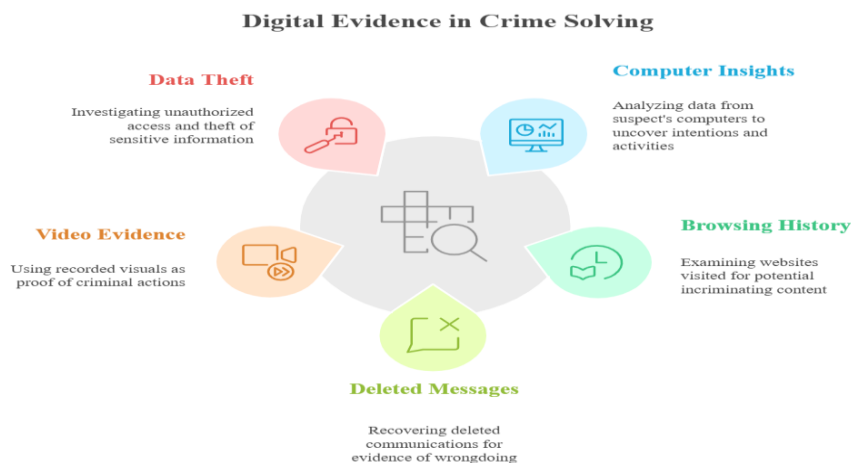 Digital Evidence in Crime Solving
Data Theft
Investigating unauthorized
access and theft of
sensitive information
Computer Insights
Analyzing data from
suspect's computers to
uncover intentions and
activities
Video Evidence
Using recorded visuals as
proof of criminal actions
Browsing History
Examining websites
visited for potential
incriminating content
Deleted Messages
Recovering deleted
communications for
evidence of wrongdoing